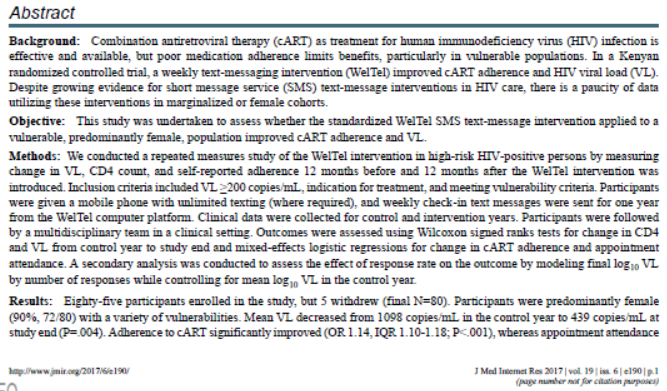 Abstract
Background: Combination antiretroviral therapy (cART) as treatment for human immunodeficiency virus (HIV) infection is
effective and available, but poor medication adherence limits benefits, particularly in vulnerable populations. In a Kenyan
randomized controlled trial, a weekly text-messaging intervention (WelTel) improved cART adherence and HIV viral load (VL).
Despite growing evidence for short message service (SMS) text-message interventions in HIV care, there is a paucity of data
utilizing these interventions in marginalized or female cohorts.
Objective: This study was undertaken to assess whether the standardized WelTel SMS text-message intervention applied to a
vulnerable, predominantly female, population improved cART adherence and VL.
Methods: We conducted a repeated measures study of the WelTel intervention in high-risk HIV-positive persons by measuring
change in VL, CD4 count, and self-reported adherence 12 months before and 12 months after the WelTel intervention was
introduced. Inclusion criteria included VL ≥200 copies/mL, indication for treatment, and meeting vulnerability criteria. Participants
were given a mobile phone with unlimited texting (where required), and weekly check-in text messages were sent for one year
from the WelTel computer platform. Clinical data were collected for control and intervention years. Participants were followed
by a multidisciplinary team in a clinical setting. Outcomes were assessed using Wilcoxon signed ranks tests for change in CD4
and VL from control year to study end and mixed-effects logistic regressions for change in cART adherence and appointment
attendance. A secondary analysis was conducted to assess the effect of response rate on the outcome by modeling final log10 VL
by number of responses while controlling for mean log10 VL in the control year.
Results: Eighty-five participants enrolled in the study, but 5 withdrew (final N=80). Participants were predominantly female
(90%, 72/80) with a variety of vulnerabilities. Mean VL decreased from 1098 copies/mL in the control year to 439 copies/mL at
study end (P=.004). Adherence to cART significantly improved (OR 1.14, IQR 1.10-1.18; P<.001), whereas appointment attendance
http://www.jmir.org/2017/6/e190/
J Med Internet Res 2017 | vol. 19 | iss. 6 | e190 | p.1
(page number not for citation purposes)